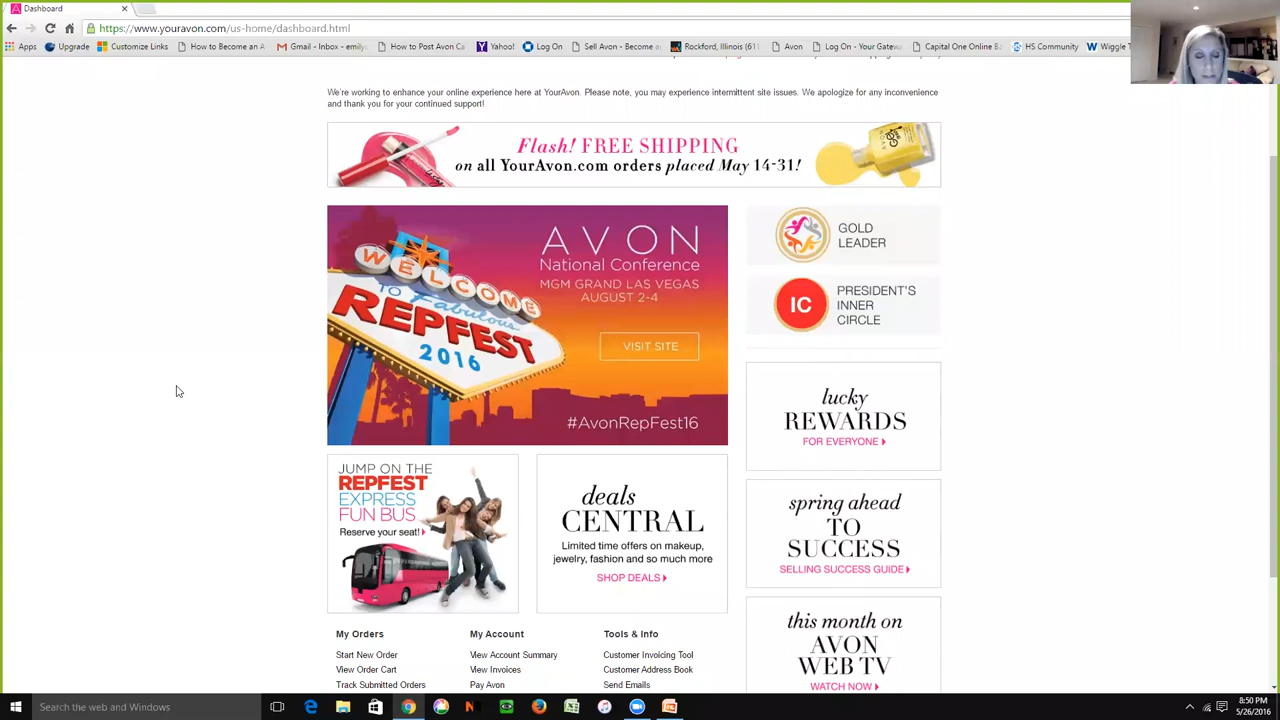 Dashboard
https://www.youravon.com/us-home/dashboard.html
Apps
Upgrade
Customize Links
How to Become an A
Gmail - Inbox - emily
How to Post Avon Ca
Yahoo!
Log On
Sell Avon - Become a
Rockford, Illinois (611
Avon
Log On - Your Gatew
Capital One Online B
HS Community
Wiggle T
We're working to enhance your online experience here at YourAvon. Please note, you may experience intermittent site issues. We apologize for any inconvenience
and thank you for your continued support!
Flash! FREE SHIPPING
on all YourAvon.com orders placed May 14-31!
WELCOME
TO Fabulous
REPFEST
2016
AVON
National Conference
MGM GRAND LAS VEGAS
AUGUST 2-4
VISIT SITE
#AvonRepFest16
GOLD
LEADER
IC
PRESIDENT'S
INNER
CIRCLE
lucky
REWARDS
FOR EVERYONE
JUMP ON THE
REPFEST
EXPRESS
FUN BUS
Reserve your seat!
deals
CENTRAL
Limited time offers on makeup,
jewelry, fashion and so much more
SHOP DEALS
spring ahead
TO
SUCCESS
SELLING SUCCESS GUIDE
this month on
AVON
WEB TV
WATCH NOW
My Orders
Start New Order
View Order Cart
Track Submitted Orders
My Account
View Account Summary
View Invoices
Pay Avon
Tools & Info
Customer Invoicing Tool
Customer Address Book
Send Emails
Search the web and Windows
8:50 PM
5/26/2016